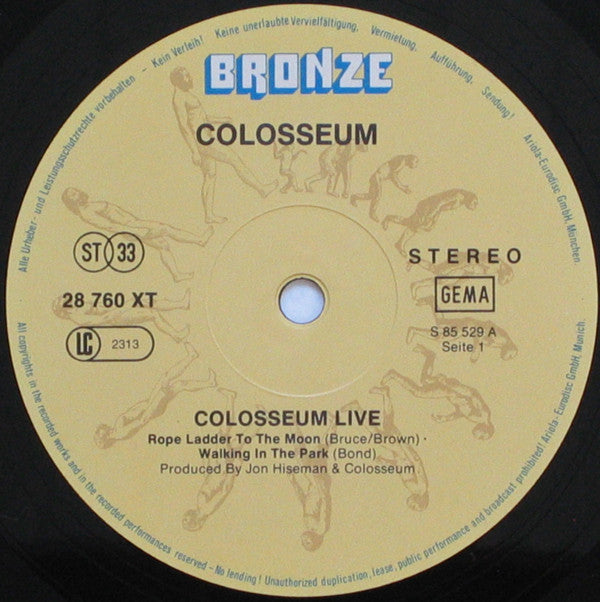 Alle Urheber- und Leistungsschutzrechte vorbehalten - Kein Verleih! Keine unerlaubte Vervielfältigung, Vermietung, Aufführung, Sendung! Ariola-Eurodisc GmbH, München.
BRONZE
COLOSSEUM
ST 33
STEREO
28 760 XT
GEMA
LC 2313
S 85 529 A
Seite 1
COLOSSEUM LIVE
Rope Ladder To The Moon (Bruce/Brown) ·
Walking In The Park (Bond)
Produced By Jon Hiseman & Colosseum
All copyrights in the recorded works and in the recorded performances reserved - No lending! Unauthorized duplication, lease, public performance and broadcast prohibited! Ariola-Eurodisc GmbH, Munich.